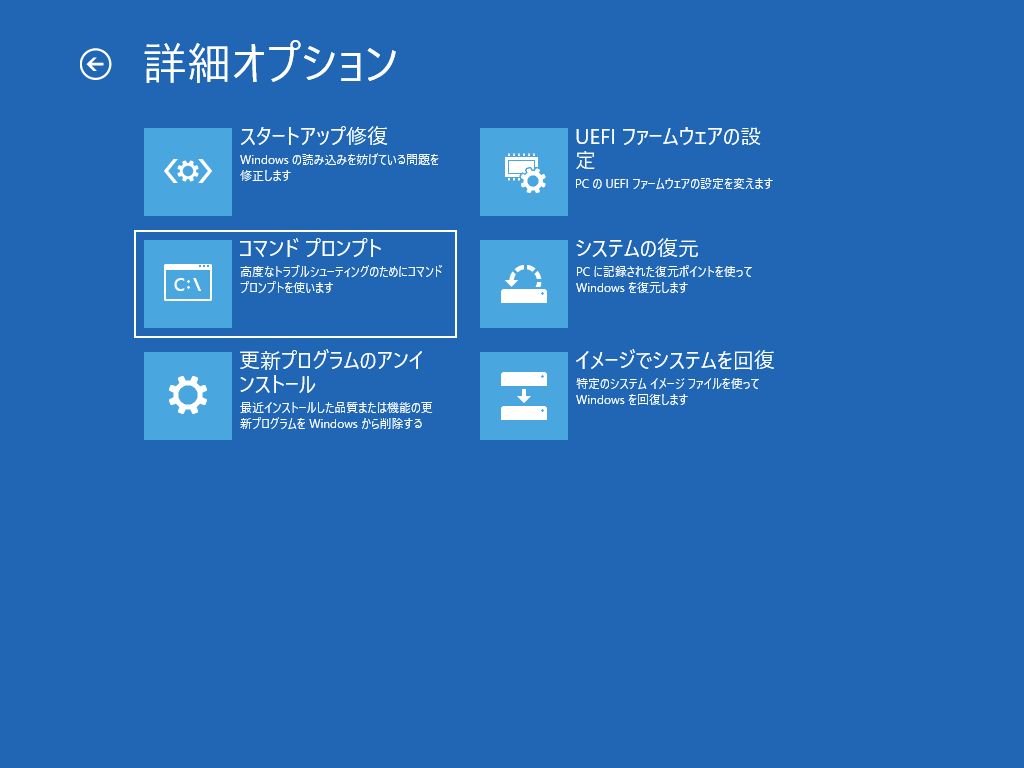 詳細オプション
スタートアップ修復
Windows の読み込みを妨げている問題を
修正します
UEFI ファームウェアの設
定
PC の UEFI ファームウェアの設定を変えます
コマンド プロンプト
高度なトラブルシューティングのためにコマンド
プロンプトを使います
C:\
システムの復元
PC に記録された復元ポイントを使って
Windows を復元します
更新プログラムのアンイ
ンストール
最近インストールした品質または機能の更
新プログラムを Windows から削除する
イメージでシステムを回復
特定のシステム イメージ ファイルを使って
Windows を回復します